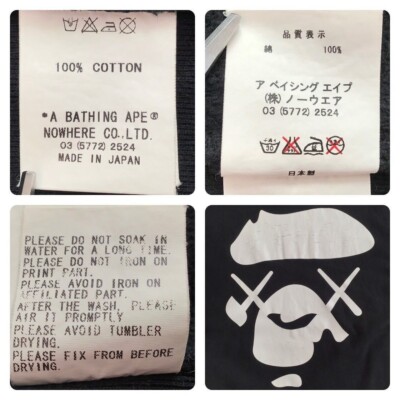 100% COTTON
*A BATHING APE®
NOWHERE CO.,LTD.
03 (5772) 2524
MADE IN JAPAN
品質表示
綿 100%
ア ベイシング エイプ
(株) ノーウエア
03 (5772) 2524
30
日本製
PLEASE DO NOT SOAK IN
WATER FOR A LONG TIME.
PLEASE DO NOT IRON ON
PRINT PART.
PLEASE AVOID IRON ON
AFFILIATED PART.
AFTER THE WASH, PLEASE
AIR IT PROMPTLY
PLEASE AVOID TUMBLER
DRYING.
PLEASE FIX FROM BEFORE
DRYING.